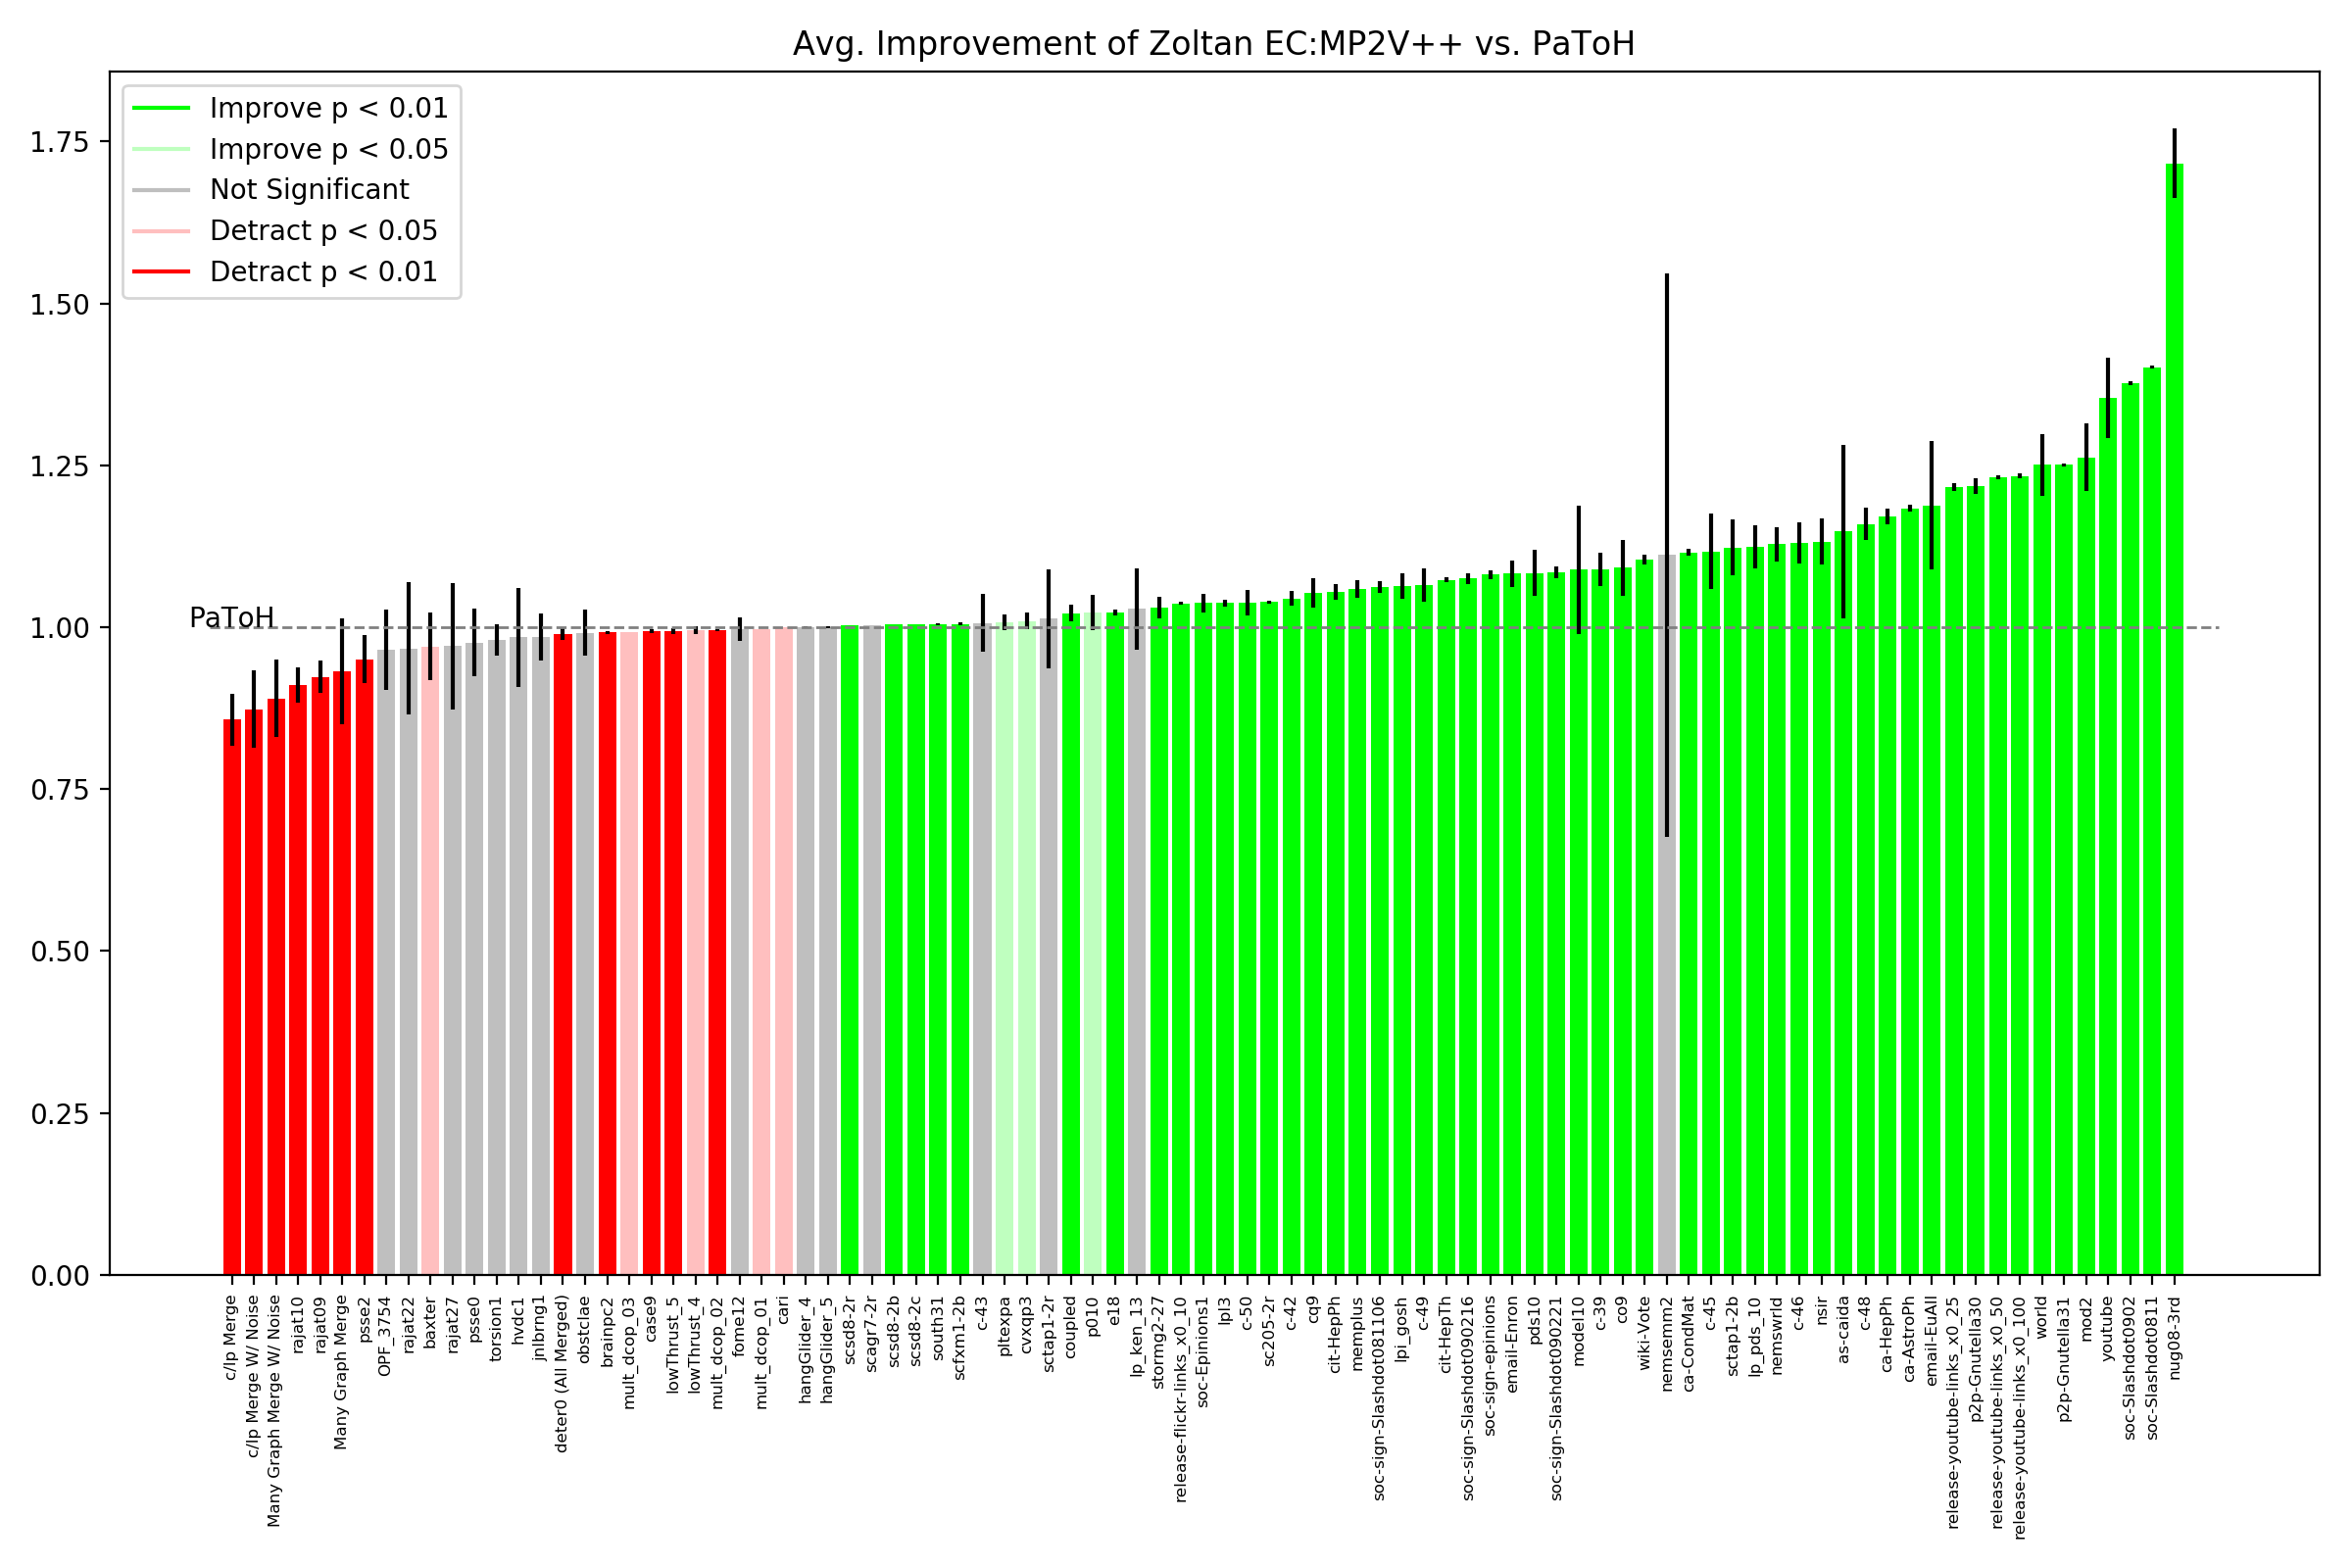 Avg. Improvement of Zoltan EC:MP2V++ vs. PaToH
Improve p < 0.01
Improve p < 0.05
Not Significant
Detract p < 0.05
Detract p < 0.01
1.75
1.50
1.25
1.00
0.75
0.50
0.25
0.00
PaToH
c/lp Merge
c/lp Merge W/ Noise
Many Graph Merge W/ Noise
rajat10
rajat09
Many Graph Merge
psse2
OPF_3754
rajat22
baxter
rajat27
psse0
torsion1
hvdc1
jnlbrng1
deter0 (All Merged)
obstclae
brainpc2
mult_dcop_03
case9
lowThrust_5
lowThrust_4
mult_dcop_02
fome12
mult_dcop_01
cari
hangGlider_4
hangGlider_5
scsd8-2r
scagr7-2r
scsd8-2b
scsd8-2c
south31
scfxm1-2b
c-43
pltexpa
cvxqp3
sctap1-2r
coupled
p010
e18
lp_ken_13
stormg2-27
release-flickr-links_x0_10
soc-Epinions1
lpl3
c-50
sc205-2r
c-42
cq9
cit-HepPh
memplus
soc-sign-Slashdot081106
lpi_gosh
c-49
cit-HepTh
soc-sign-Slashdot090216
soc-sign-epinions
email-Enron
pds10
soc-sign-Slashdot090221
model10
c-39
co9
wiki-Vote
nemsemm2
ca-CondMat
c-45
sctap1-2b
lp_pds_10
nemswrld
c-46
nsir
as-caida
c-48
ca-HepPh
ca-AstroPh
email-EuAll
release-youtube-links_x0_25
p2p-Gnutella30
release-youtube-links_x0_50
release-youtube-links_x0_100
world
p2p-Gnutella31
mod2
youtube
soc-Slashdot0902
soc-Slashdot0811
nug08-3rd